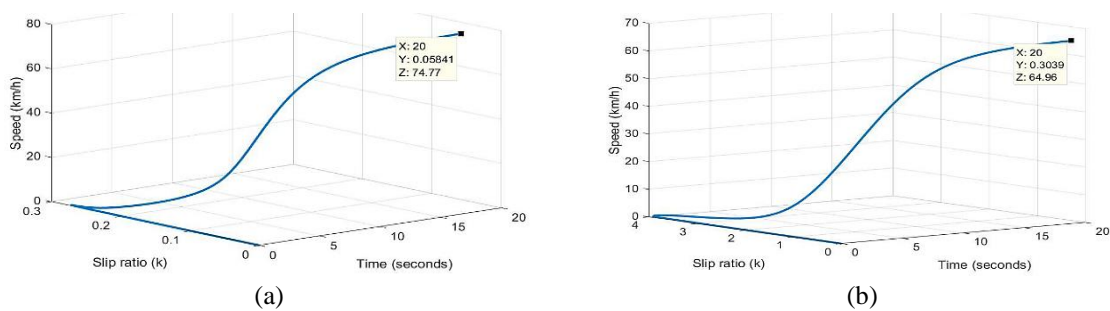 80
60
40
20
0
Speed (km/h)
0.3
0.2
0.1
0
Slip ratio (k)
0
5
10
15
20
Time (seconds)
X: 20
Y: 0.05841
Z: 74.77
(a)
70
60
50
40
30
20
10
0
Speed (km/h)
4
3
2
1
0
Slip ratio (k)
0
5
10
15
20
Time (seconds)
X: 20
Y: 0.3039
Z: 64.96
(b)